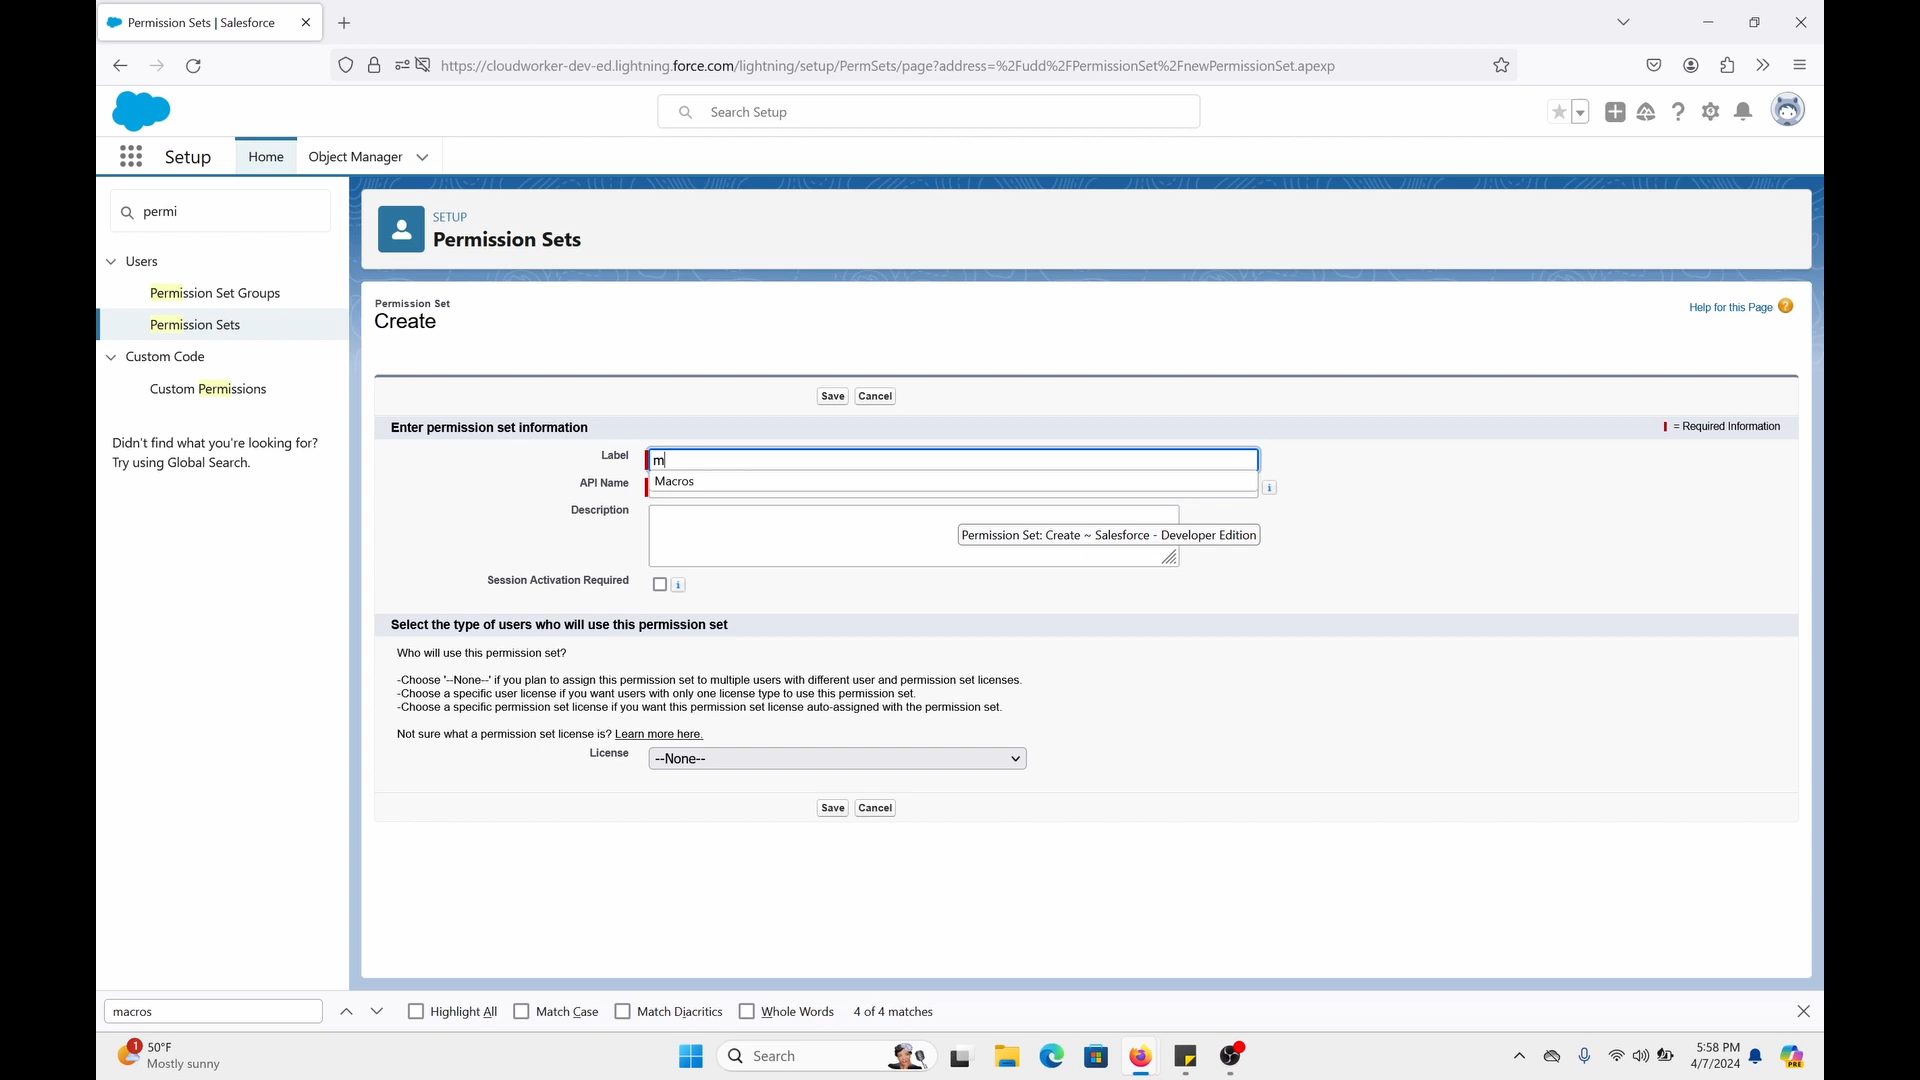 Permission Sets | Salesforce
https://cloudworker-dev-ed.lightning.force.com/lightning/setup/PermSets/page?address=%2Fudd%2FPermissionSet%2FnewPermissionSet.apexp
Search Setup
Setup
Home
Object Manager
permi
Users
Permission Set Groups
Permission Sets
Custom Code
Custom Permissions
Didn't find what you're looking for?
Try using Global Search.
SETUP
Permission Sets
Permission Set
Create
Help for this Page
Save Cancel
Enter permission set information
= Required Information
Label
m
Macros
API Name
Description
Permission Set: Create ~ Salesforce - Developer Edition
Session Activation Required
Select the type of users who will use this permission set
Who will use this permission set?
-Choose '--None--' if you plan to assign this permission set to multiple users with different user and permission set licenses.
-Choose a specific user license if you want users with only one license type to use this permission set.
-Choose a specific permission set license if you want this permission set license auto-assigned with the permission set.
Not sure what a permission set license is? Learn more here.
License
--None--
Save Cancel
macros
Highlight All
Match Case
Match Diacritics
Whole Words
4 of 4 matches
1
50°F
Mostly sunny
Search
5:58 PM
4/7/2024
PRE